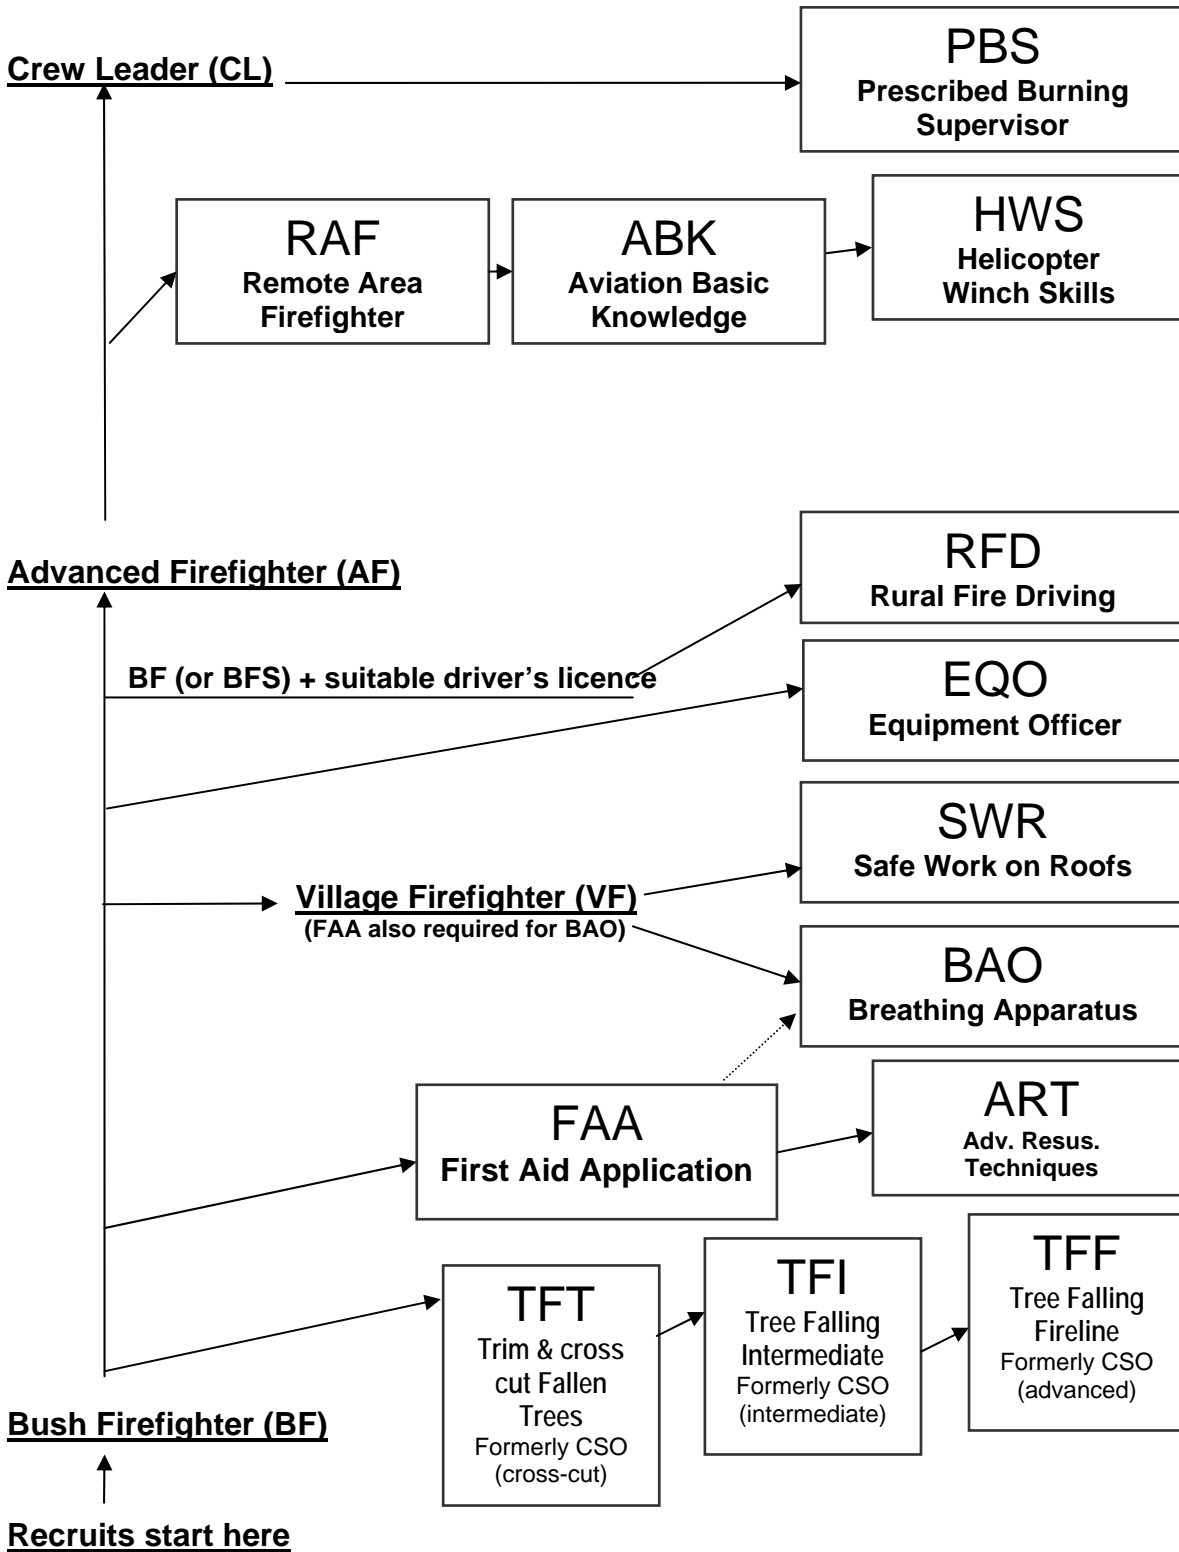 Crew Leader (CL)
PBS
Prescribed Burning
Supervisor
RAF
Remote Area
Firefighter
ABK
Aviation Basic
Knowledge
HWS
Helicopter
Winch Skills
Advanced Firefighter (AF)
RFD
Rural Fire Driving
BF (or BFS) + suitable driver's licence
EQO
Equipment Officer
SWR
Safe Work on Roofs
Village Firefighter (VF)
(FAA also required for BAO)
BAO
Breathing Apparatus
FAA
First Aid Application
ART
Adv. Resus.
Techniques
TFT
Trim & cross
cut Fallen
Trees
Formerly CSO
(cross-cut)
TFI
Tree Falling
Intermediate
Formerly CSO
(intermediate)
TFF
Tree Falling
Fireline
Formerly CSO
(advanced)
Bush Firefighter (BF)
Recruits start here